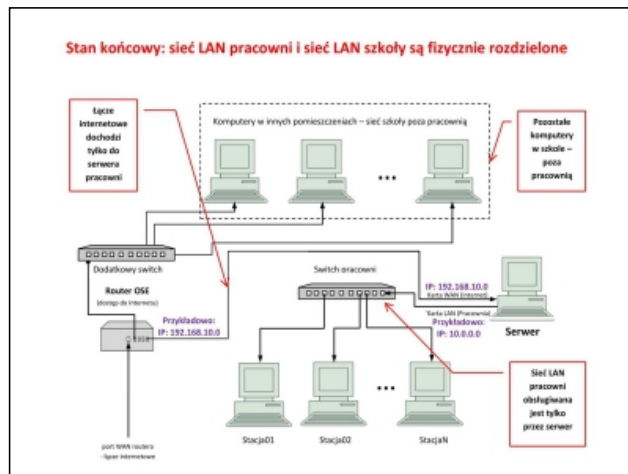 Stan końcowy: sieć LAN pracowni i sieć LAN szkoły są fizycznie rozdzielone
Łącze
internetowe
dochodzi
tylko do
serwera
pracowni
Komputery w innych pomieszczeniach – sieć szkoły poza pracownią
Pozostałe
komputery
w szkole –
poza
pracownią
...
Dodatkowy switch
Router OSE
(dostęp do Internetu)
Switch pracowni
IP: 192.168.10.0
Karta WAN (Internet)
Karta LAN (Pracownia)
Serwer
Przykładowo:
IP: 192.168.10.0
Przykładowo:
IP: 10.0.0.0
...
Stacja01
Stacja02
StacjaN
Sieć LAN
pracowni
obsługiwana
jest tylko
przez serwer
port WAN routera
- łącze internetowe